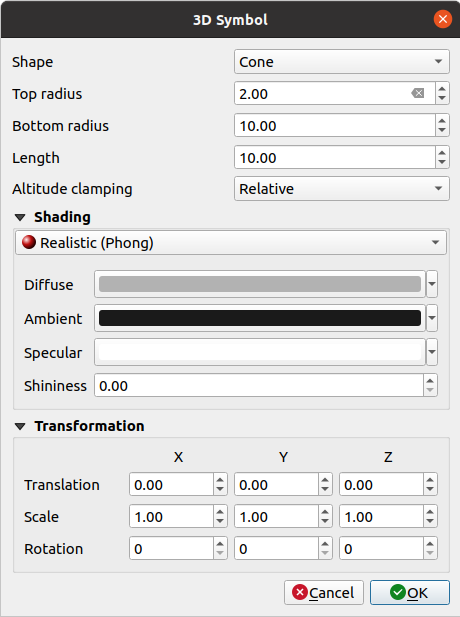 3D Symbol
Shape Cone
Top radius 2.00
Bottom radius 10.00
Length 10.00
Altitude clamping Relative
Shading
Realistic (Phong)
Diffuse
Ambient
Specular
Shininess 0.00
Transformation
X Y Z
Translation 0.00 0.00 0.00
Scale 1.00 1.00 1.00
Rotation 0 0 0
Cancel OK